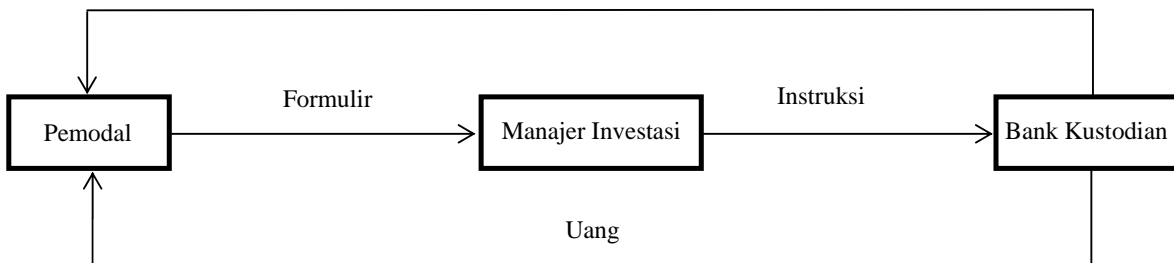 Formulir
Instruksi
Pemodal
Manajer Investasi
Bank Kustodian
Uang